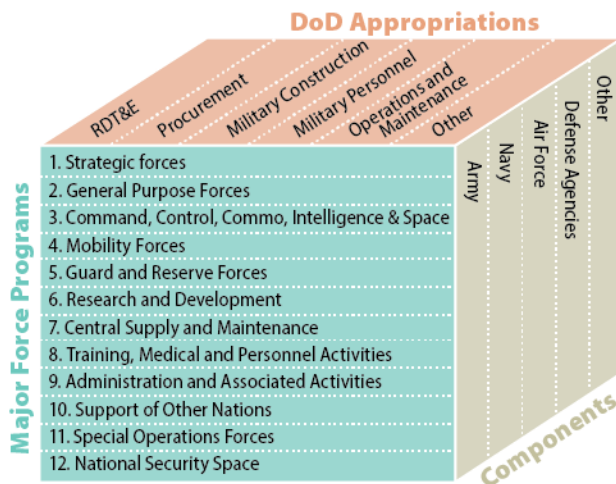 DoD Appropriations
RDT&E
Procurement
Military Construction
Military Personnel
Operations and
Maintenance
Other
Major Force Programs
1. Strategic forces
2. General Purpose Forces
3. Command, Control, Commo, Intelligence & Space
4. Mobility Forces
5. Guard and Reserve Forces
6. Research and Development
7. Central Supply and Maintenance
8. Training, Medical and Personnel Activities
9. Administration and Associated Activities
10. Support of Other Nations
11. Special Operations Forces
12. National Security Space
Army
Navy
Air Force
Defense Agencies
Other
Components